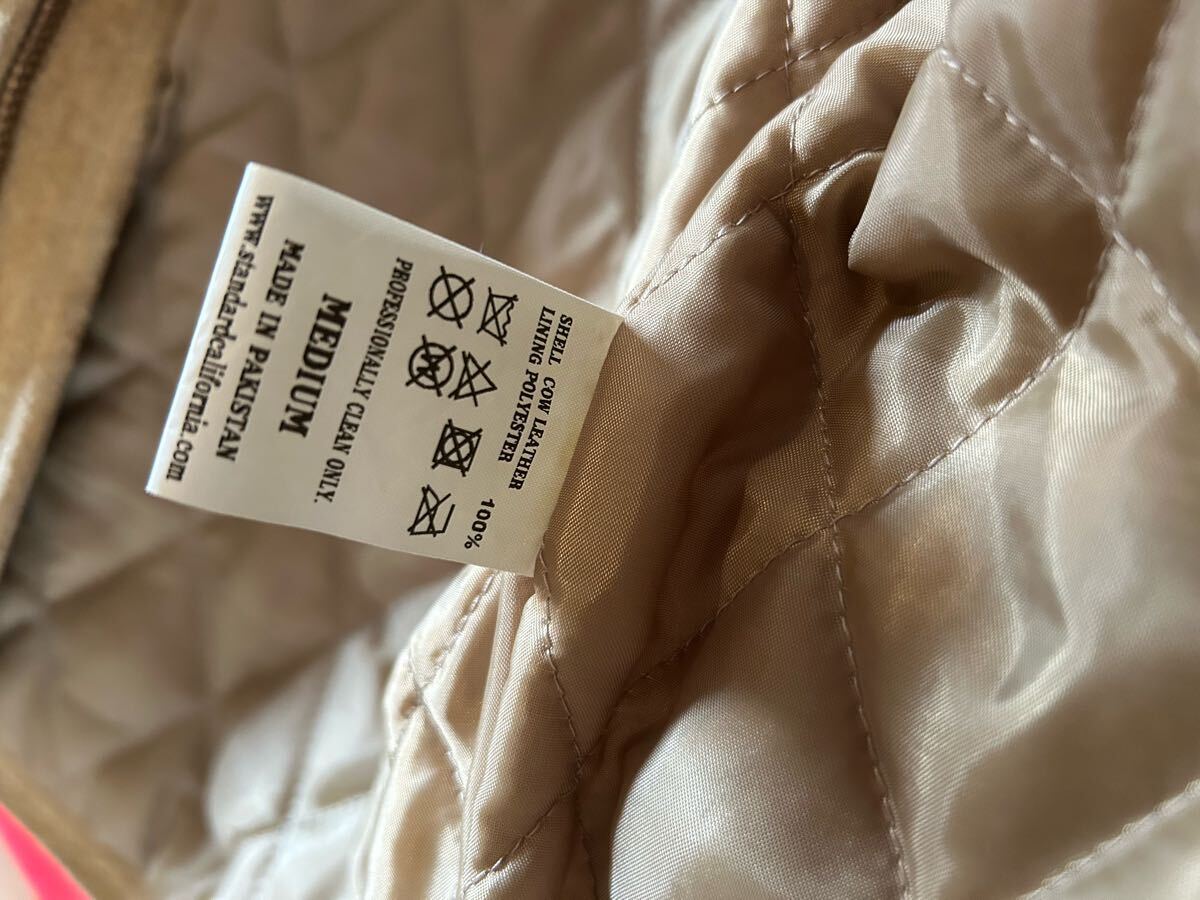 SHELL COW LEATHER
LINING POLYESTER
100%
PROFESSIONALLY CLEAN ONLY.
MEDIUM
MADE IN PAKISTAN
www.standardcalifornia.com